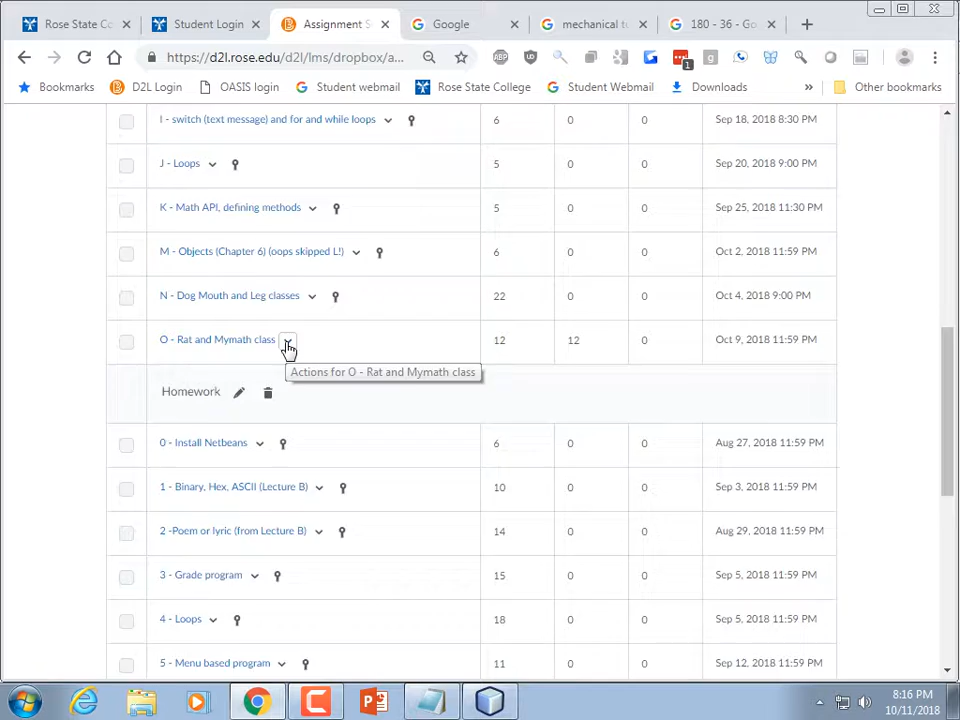 Rose State Co
Student Login
Assignment S
Google
mechanical t
180 - 36 - Go
https://d2l.rose.edu/d2l/lms/dropbox/a...
ABP
1
g
Bookmarks
D2L Login
OASIS login
Student webmail
Rose State College
Student Webmail
Downloads
»
Other bookmarks
I - switch (text message) and for and while loops 6 0 0 Sep 18, 2018 8:30 PM
J - Loops 5 0 0 Sep 20, 2018 9:00 PM
K - Math API, defining methods 5 0 0 Sep 25, 2018 11:30 PM
M - Objects (Chapter 6) (oops skipped L!) 6 0 0 Oct 2, 2018 11:59 PM
N - Dog Mouth and Leg classes 22 0 0 Oct 4, 2018 9:00 PM
O - Rat and Mymath class 12 12 0 Oct 9, 2018 11:59 PM
Actions for O - Rat and Mymath class
Homework
0 - Install Netbeans 6 0 0 Aug 27, 2018 11:59 PM
1 - Binary, Hex, ASCII (Lecture B) 10 0 0 Sep 3, 2018 11:59 PM
2 -Poem or lyric (from Lecture B) 14 0 0 Aug 29, 2018 11:59 PM
3 - Grade program 15 0 0 Sep 5, 2018 11:59 PM
4 - Loops 18 0 0 Sep 5, 2018 11:59 PM
5 - Menu based program 11 0 0 Sep 12, 2018 11:59 PM
8:16 PM
10/11/2018